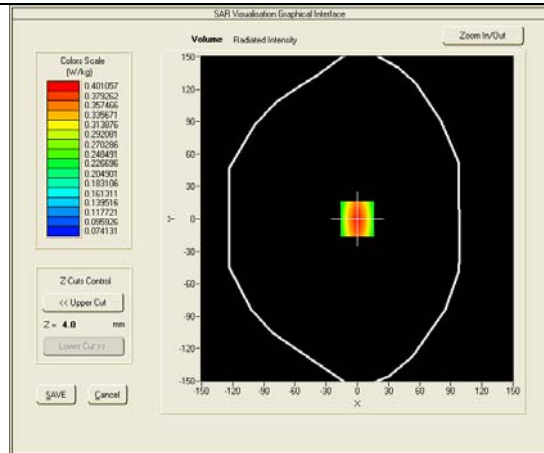 SAR Visualisation Graphical Interface
Volume Radiated Intensity
Zoom In/Out
Colors Scale
(W/kg)
0.401057
0.379262
0.357466
0.335671
0.313876
0.292081
0.270286
0.248491
0.226696
0.204901
0.183106
0.161311
0.139516
0.117721
0.095926
0.074131
Z Cuts Control
<< Upper Cut
Z = 4.0 mm
Lower Cut >>
SAVE Cancel
150
120
90
60
30
0
-30
-60
-90
-120
-150
Y
-150 -120 -90 -60 -30 0 30 60 90 120 150
X